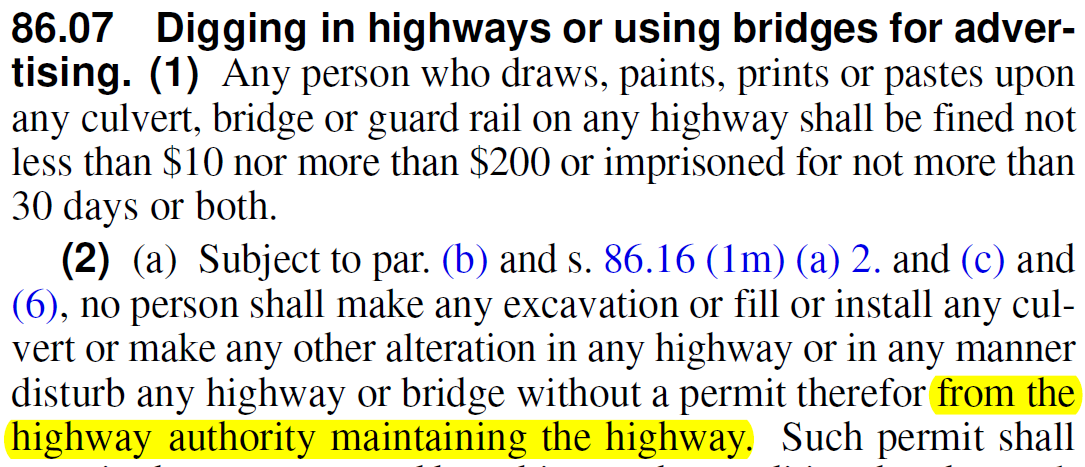 86.07 Digging in highways or using bridges for adver-
tising. (1) Any person who draws, paints, prints or pastes upon
any culvert, bridge or guard rail on any highway shall be fined not
less than $10 nor more than $200 or imprisoned for not more than
30 days or both.
(2) (a) Subject to par. (b) and s. 86.16 (1m) (a) 2. and (c) and
(6), no person shall make any excavation or fill or install any cul-
vert or make any other alteration in any highway or in any manner
disturb any highway or bridge without a permit therefor from the
highway authority maintaining the highway. Such permit shall